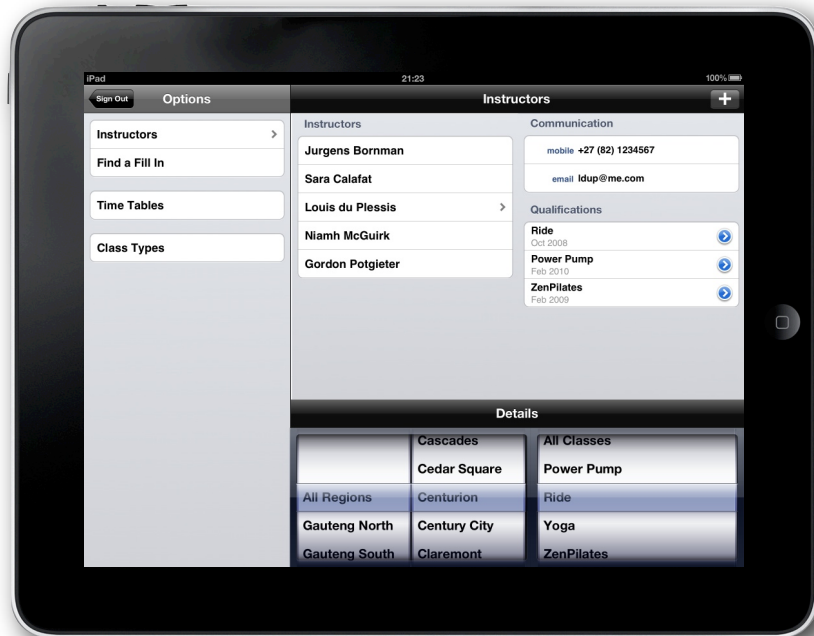 iPad 21:23 100%
Sign Out Options
Instructors
Find a Fill In
Time Tables
Class Types
Instructors
Instructors
Jurgens Bornman
Sara Calafat
Louis du Plessis
Niamh McGuirk
Gordon Potgieter
Communication
mobile +27 (82) 1234567
email ldup@me.com
Qualifications
Ride
Oct 2008
Power Pump
Feb 2010
ZenPilates
Feb 2009
Details
All Regions
Gauteng North
Gauteng South
Cascades
Cedar Square
Centurion
Century City
Claremont
All Classes
Power Pump
Ride
Yoga
ZenPilates